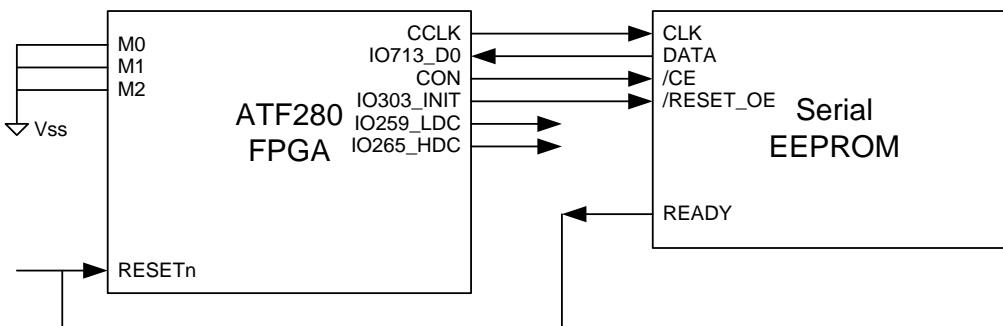 M0
M1
M2
Vss
RESETn
ATF280
FPGA
CCLK
IO713_D0
CON
IO303_INIT
IO259_LDC
IO265_HDC
CLK
DATA
/CE
/RESET_OE
Serial
EEPROM
READY